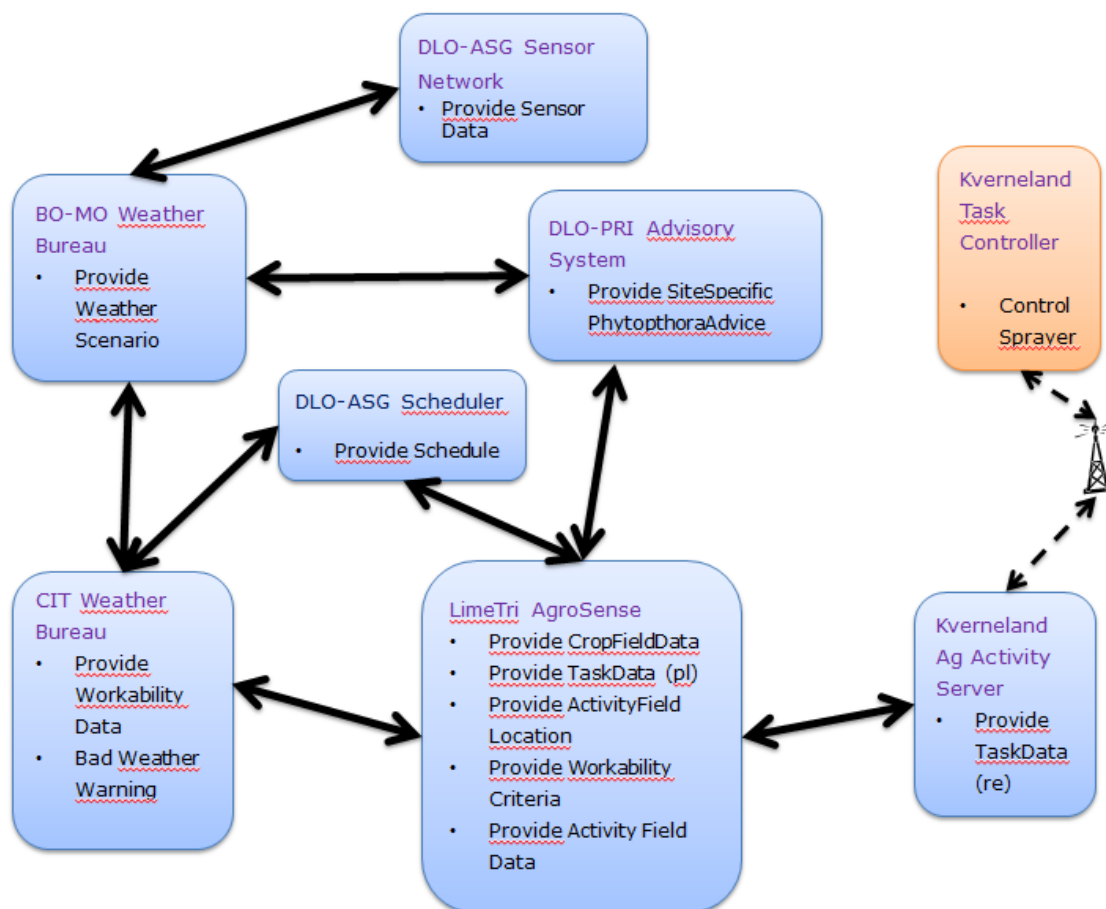 DLO-ASG Sensor
Network
• Provide Sensor
Data
BO-MO Weather
Bureau
• Provide
Weather
Scenario
DLO-PRI Advisory
System
• Provide SiteSpecific
PhytopthoraAdvice
Kverneland
Task
Controller
• Control
Sprayer
DLO-ASG Scheduler
• Provide Schedule
CIT Weather
Bureau
• Provide
Workability
Data
• Bad Weather
Warning
LimeTri AgroSense
• Provide CropFieldData
• Provide TaskData (pl)
• Provide ActivityField
Location
• Provide Workability
Criteria
• Provide Activity Field
Data
Kverneland
Ag Activity
Server
• Provide
TaskData
(re)